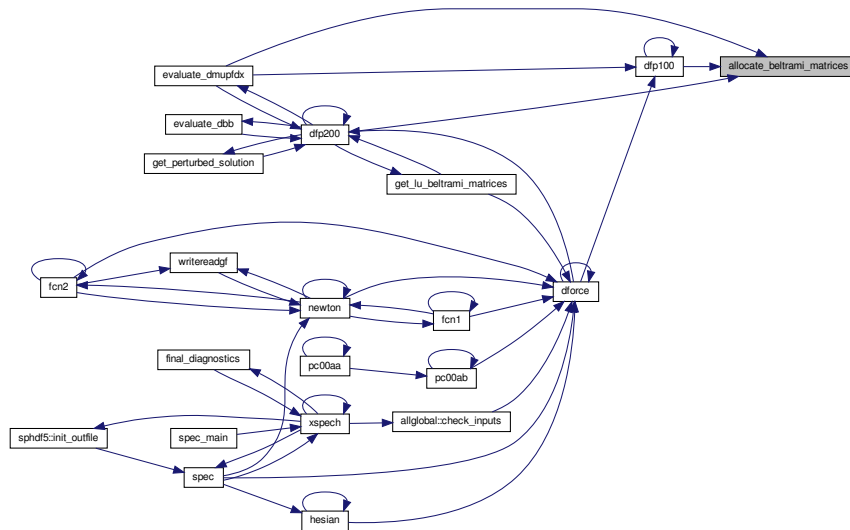 evaluate_dmupfdx
dfp100
allocate_beltrami_matrices
evaluate_dbb
dfp200
get_perturbed_solution
get_lu_beltrami_matrices
writereadgf
fcn2
dforce
newton
fcn1
final_diagnostics
pc00aa
pc00ab
xspech
allglobal::check_inputs
sphdf5::init_outfile
spec_main
spec
hesian